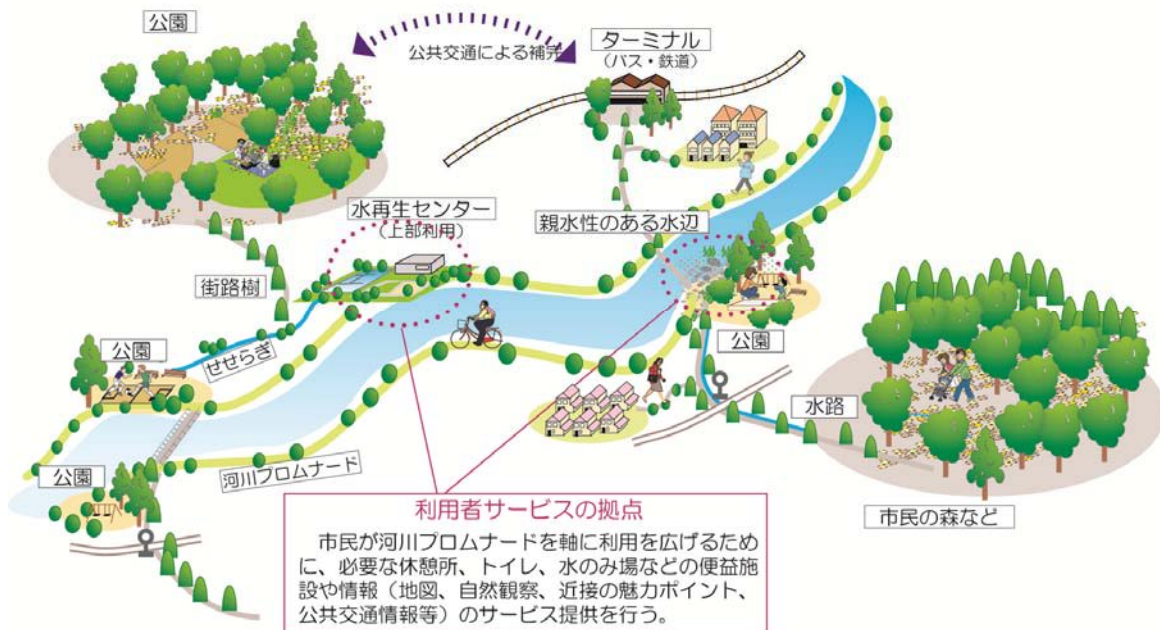 公園
公共交通による補完
ターミナル
（バス・鉄道）
水再生センター
（上部利用）
親水性のある水辺
街路樹
せせらぎ
公園
公園
水路
公園
河川プロムナード
市民の森など
利用者サービスの拠点
市民が河川プロムナードを軸に利用を広げるため
に、必要な休憩所、トイレ、水のみ場などの便益施
設や情報（地図、自然観察、近接の魅力ポイント、
公共交通情報等）のサービス提供を行う。